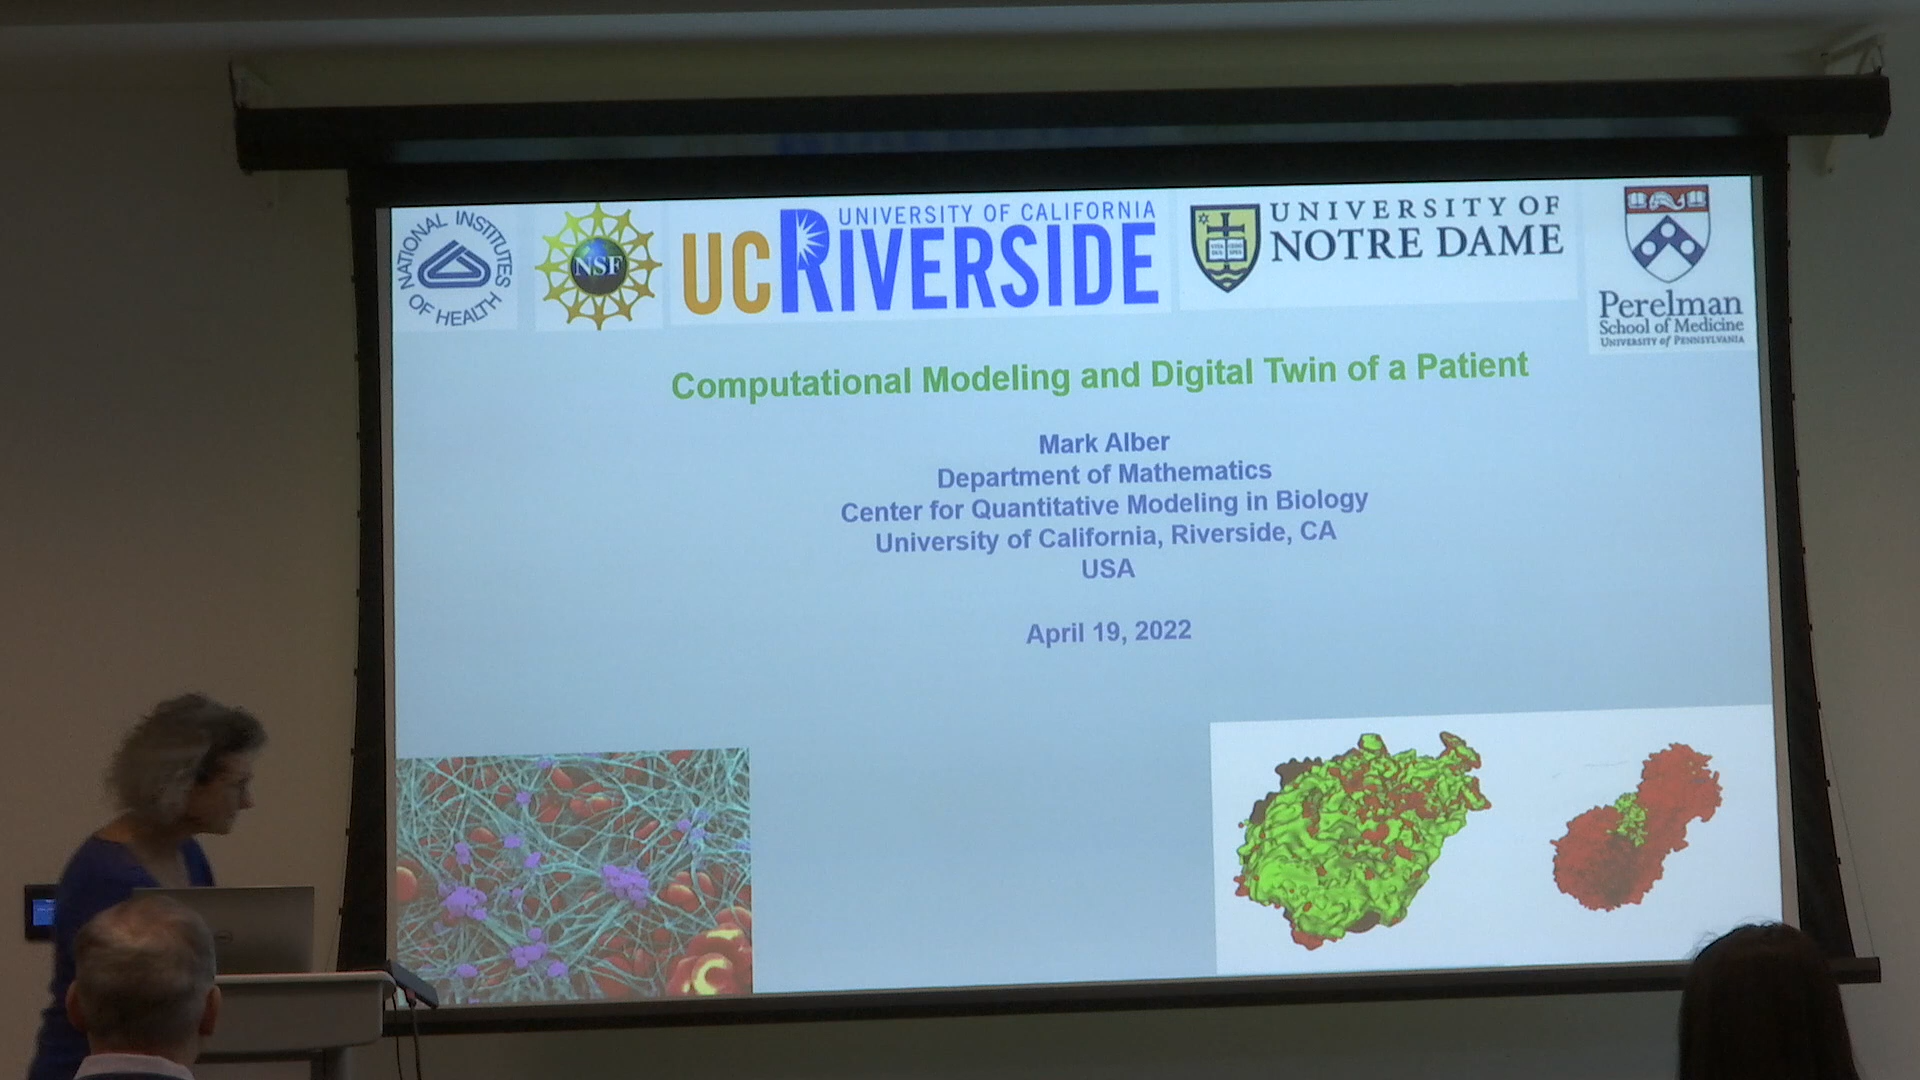 NATIONAL INSTITUTES
OF HEALTH
NSF
UNIVERSITY OF CALIFORNIA
UC RIVERSIDE
UNIVERSITY OF
NOTRE DAME
Perelman
School of Medicine
UNIVERSITY of PENNSYLVANIA
Computational Modeling and Digital Twin of a Patient
Mark Alber
Department of Mathematics
Center for Quantitative Modeling in Biology
University of California, Riverside, CA
USA
April 19, 2022